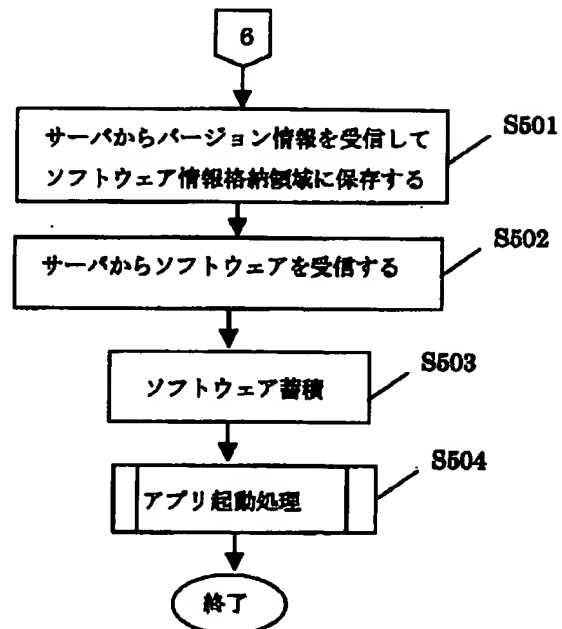 6
サーバからバージョン情報を受信して
ソフトウェア情報格納領域に保存する
S501
サーバからソフトウェアを受信する
S502
ソフトウェア蓄積
S503
アプリ起動処理
S504
終了